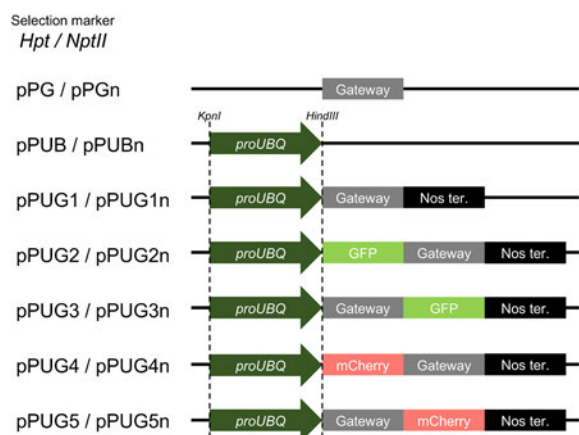 Selection marker
Hpt / NptII
pPG / pPGn
Gateway
KpnI
HindIII
pPUB / pPUBn
proUBQ
pPUG1 / pPUG1n
proUBQ
Gateway
Nos ter.
pPUG2 / pPUG2n
proUBQ
GFP
Gateway
Nos ter.
pPUG3 / pPUG3n
proUBQ
Gateway
GFP
Nos ter.
pPUG4 / pPUG4n
proUBQ
mCherry
Gateway
Nos ter.
pPUG5 / pPUG5n
proUBQ
Gateway
mCherry
Nos ter.